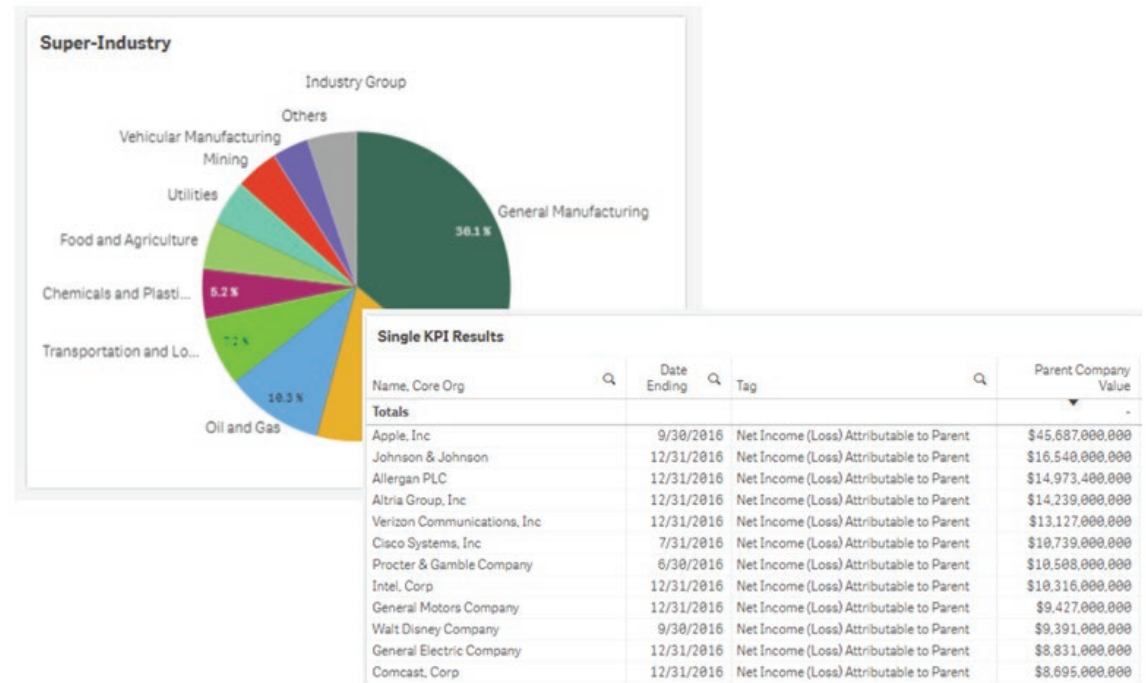 Super-Industry
Industry Group
Others
Vehicular Manufacturing
Mining
Utilities
General Manufacturing
36.1 %
Food and Agriculture
Chemicals and Plasti...
5.2 %
Transportation and Lo...
7.2 %
10.3 %
Oil and Gas
Single KPI Results
Name, Core Org Date Ending Tag Parent Company Value
Totals -
Apple, Inc 9/30/2016 Net Income (Loss) Attributable to Parent $45,687,000,000
Johnson & Johnson 12/31/2016 Net Income (Loss) Attributable to Parent $16,540,000,000
Allergan PLC 12/31/2016 Net Income (Loss) Attributable to Parent $14,973,400,000
Altria Group, Inc 12/31/2016 Net Income (Loss) Attributable to Parent $14,239,000,000
Verizon Communications, Inc 12/31/2016 Net Income (Loss) Attributable to Parent $13,127,000,000
Cisco Systems, Inc 7/31/2016 Net Income (Loss) Attributable to Parent $10,739,000,000
Procter & Gamble Company 6/30/2016 Net Income (Loss) Attributable to Parent $10,508,000,000
Intel, Corp 12/31/2016 Net Income (Loss) Attributable to Parent $10,316,000,000
General Motors Company 12/31/2016 Net Income (Loss) Attributable to Parent $9,427,000,000
Walt Disney Company 9/30/2016 Net Income (Loss) Attributable to Parent $9,391,000,000
General Electric Company 12/31/2016 Net Income (Loss) Attributable to Parent $8,831,000,000
Comcast, Corp 12/31/2016 Net Income (Loss) Attributable to Parent $8,695,000,000